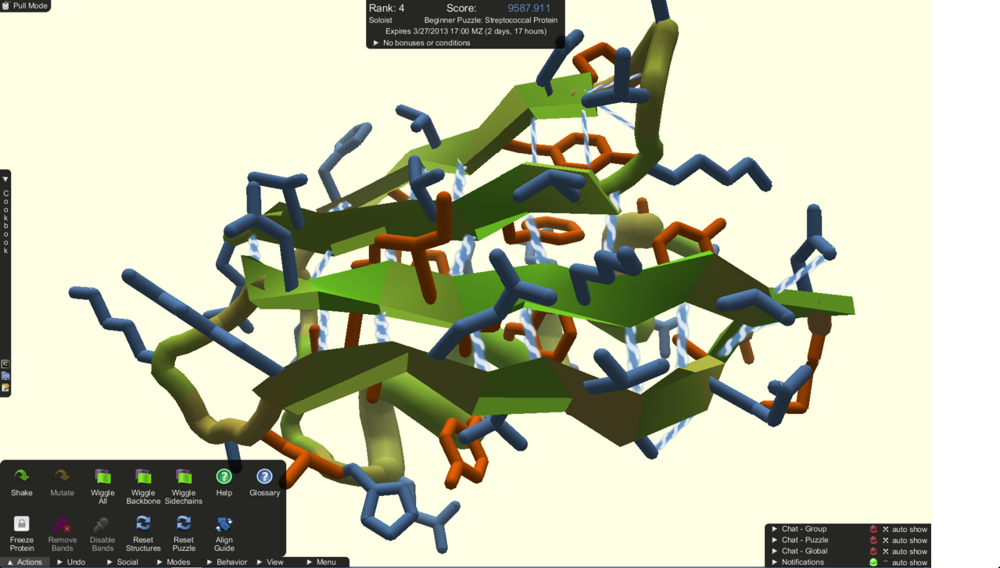 Pull Mode
Rank: 4 Score: 9587.911
Soloist Beginner Puzzle: Streptococcal Protein
Expires 3/27/2013 17:00 MZ (2 days, 17 hours)
No bonuses or conditions
Cookbook
Shake
Mutate
Wiggle All
Wiggle Backbone
Wiggle Sidechains
Help
Glossary
Freeze Protein
Remove Bands
Disable Bands
Reset Structures
Reset Puzzle
Align Guide
Actions Undo Social Modes Behavior View Menu
Chat - Group auto show
Chat - Puzzle auto show
Chat - Global auto show
Notifications auto show